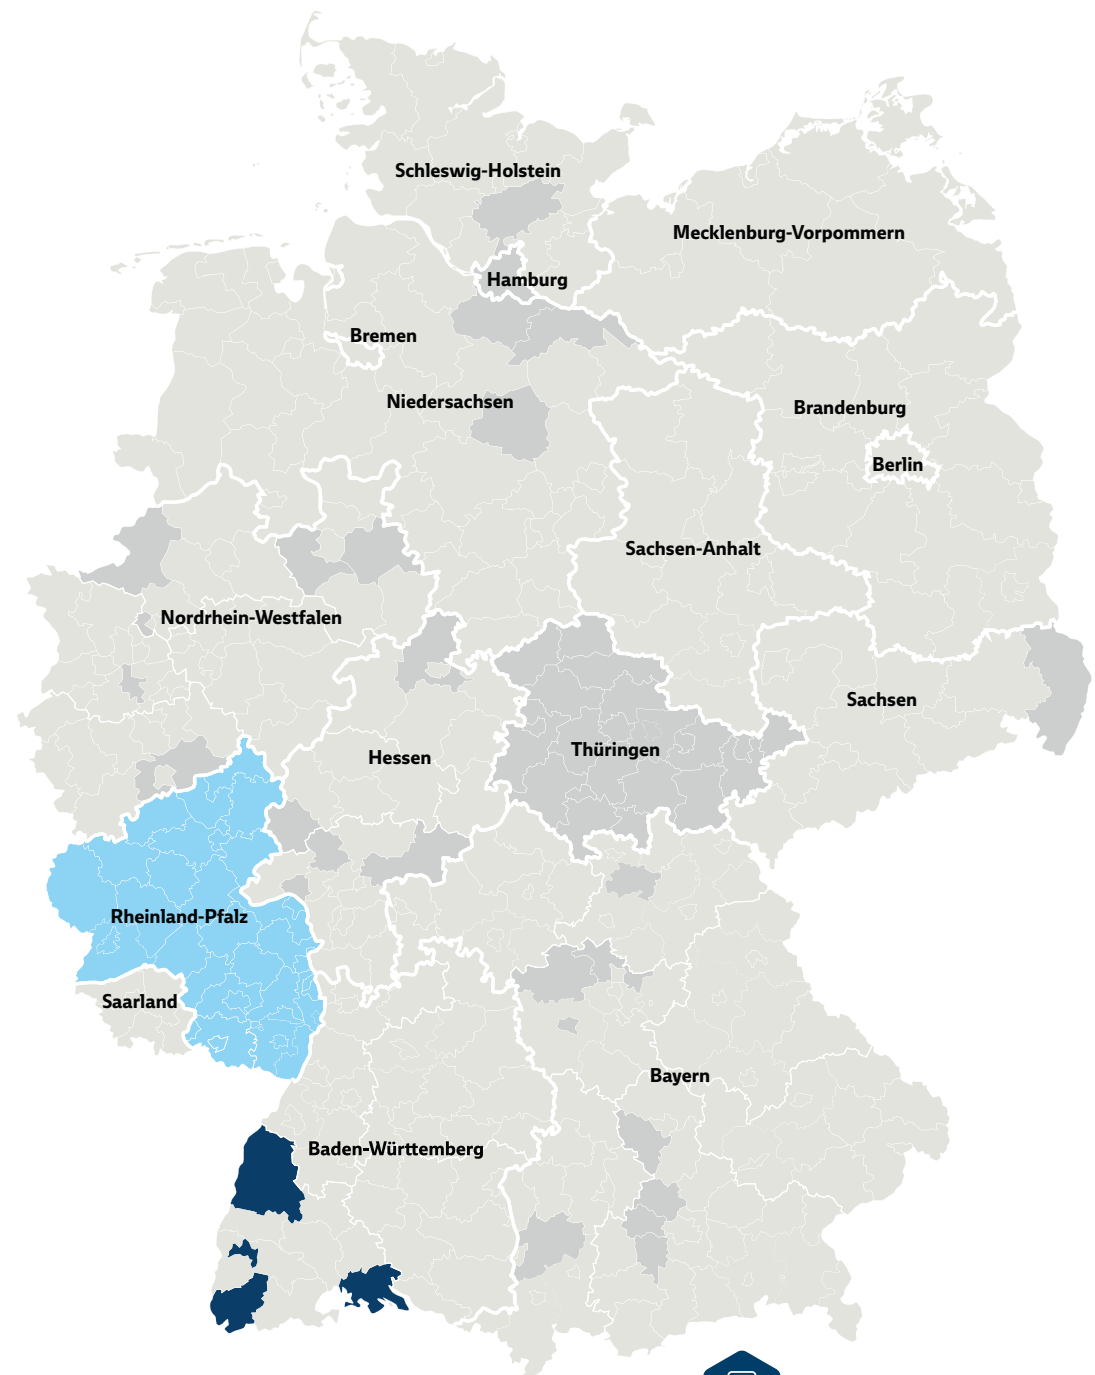 Schleswig-Holstein
Mecklenburg-Vorpommern
Hamburg
Bremen
Niedersachsen
Brandenburg
Berlin
Sachsen-Anhalt
Nordrhein-Westfalen
Sachsen
Thüringen
Hessen
Rheinland-Pfalz
Saarland
Bayern
Baden-Württemberg